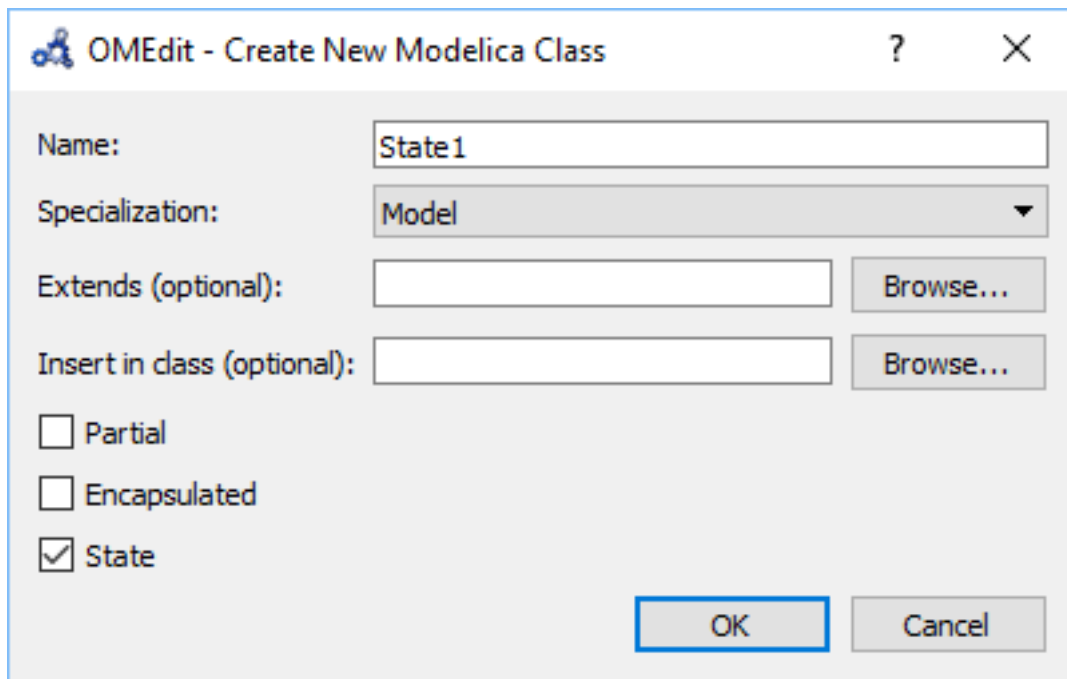 OMEdit - Create New Modelica Class ?
Name: State1
Specialization: Model
Extends (optional): Browse...
Insert in class (optional): Browse...
Partial
Encapsulated
State
OK Cancel